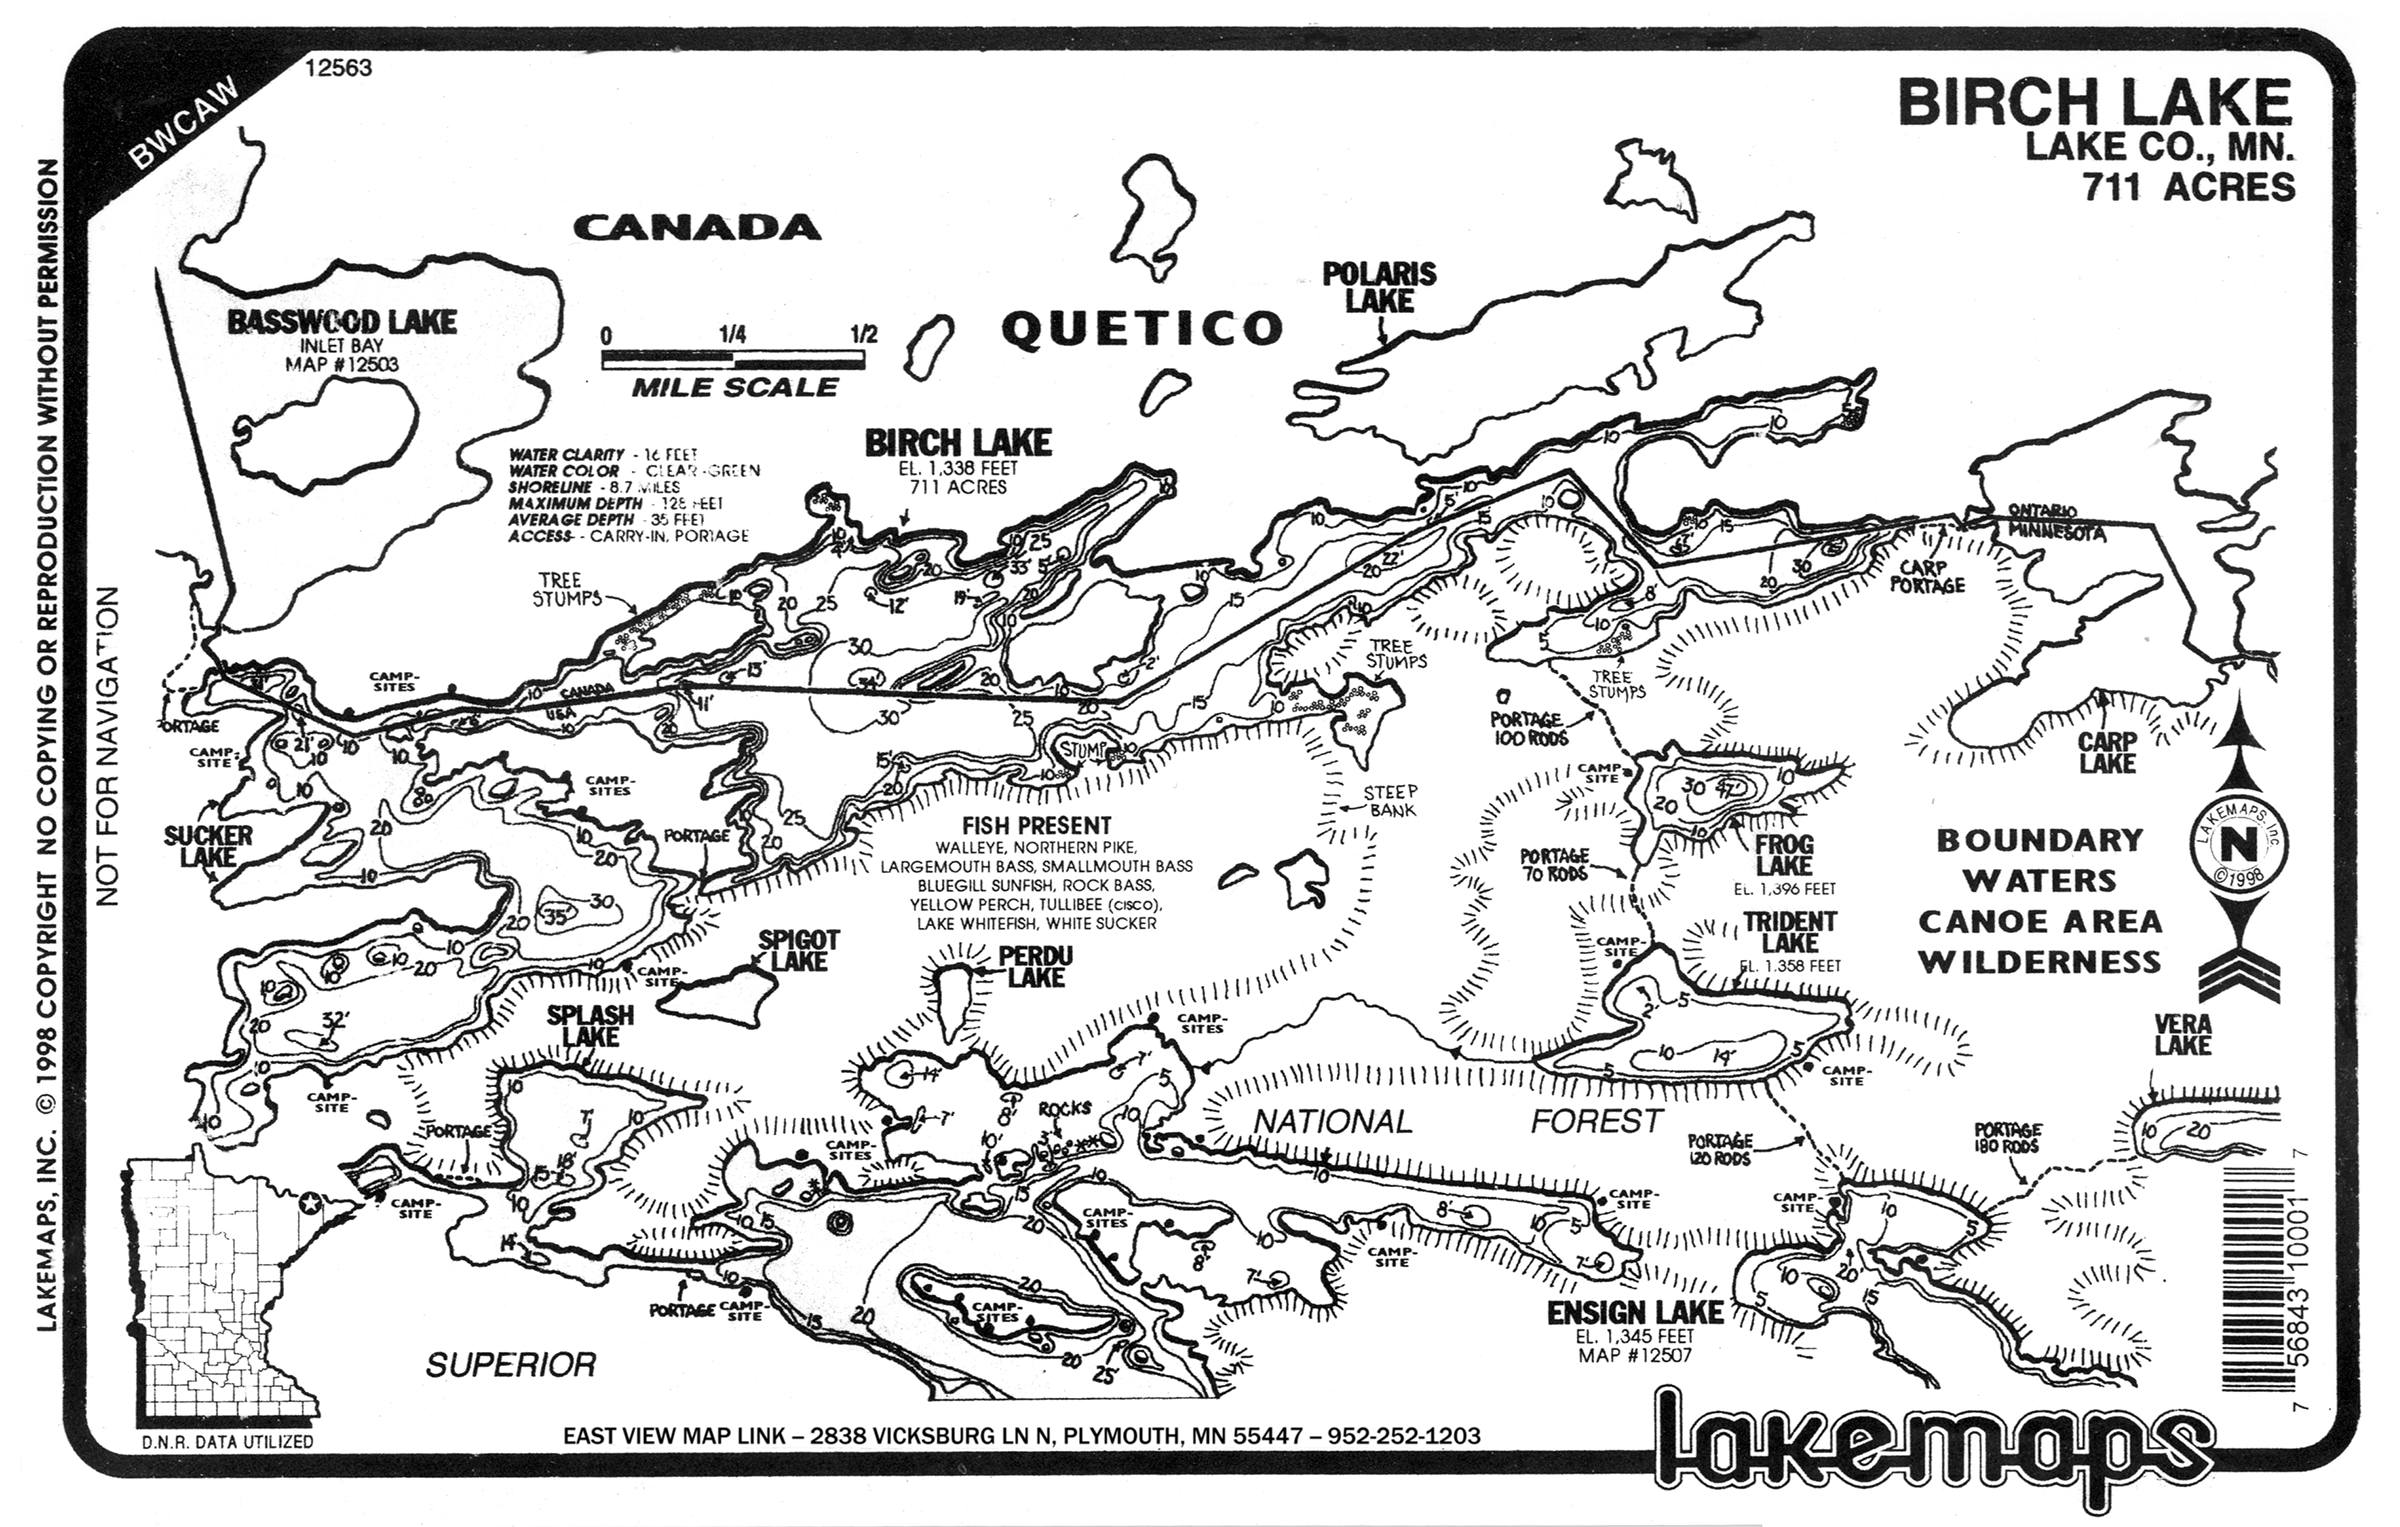 12563
BWCAW
BIRCH LAKE
LAKE CO., MN.
711 ACRES
LAKEMAPS, INC. © 1998 COPYRIGHT NO COPYING OR REPRODUCTION WITHOUT PERMISSION
NOT FOR NAVIGATION
CANADA
QUETICO
POLARIS
LAKE
BASSWOOD LAKE
INLET BAY
MAP #12503
0 1/4 1/2
MILE SCALE
BIRCH LAKE
EL. 1,338 FEET
711 ACRES
WATER CLARITY - 16 FEET
WATER COLOR - CLEAR-GREEN
SHORELINE - 8.7 MILES
MAXIMUM DEPTH - 128 FEET
AVERAGE DEPTH - 35 FEET
ACCESS - CARRY-IN, PORTAGE
TREE
STUMPS
ONTARIO
MINNESOTA
CARP
PORTAGE
CAMP-
SITES
CANADA
USA
TREE
STUMPS
TREE
STUMPS
PORTAGE
100 RODS
ORTAGE
CAMP-
SITE
CARP
LAKE
STUMP
CAMP-
SITES
CAMP-
SITE
STEEP
BANK
SUCKER
LAKE
PORTAGE
FISH PRESENT
WALLEYE, NORTHERN PIKE,
LARGEMOUTH BASS, SMALLMOUTH BASS
BLUEGILL SUNFISH, ROCK BASS,
YELLOW PERCH, TULLIBEE (CISCO),
LAKE WHITEFISH, WHITE SUCKER
PORTAGE
70 RODS
FROG
LAKE
EL. 1,396 FEET
BOUNDARY
WATERS
CANOE AREA
WILDERNESS
LAKEMAPS, Inc.
N
©1998
TRIDENT
LAKE
EL. 1,358 FEET
CAMP-
SITE
SPIGOT
LAKE
PERDU
LAKE
CAMP-
SITE
SPLASH
LAKE
CAMP-
SITES
VERA
LAKE
CAMP-
SITE
CAMP-
SITE
PORTAGE
ROCKS
NATIONAL FOREST
PORTAGE
120 RODS
PORTAGE
180 RODS
CAMP-
SITES
CAMP-
SITE
CAMP-
SITES
CAMP-
SITE
CAMP-
SITE
CAMP-
SITE
PORTAGE
CAMP-
SITE
CAMP-
SITES
ENSIGN LAKE
EL. 1,345 FEET
MAP #12507
SUPERIOR
D.N.R. DATA UTILIZED
EAST VIEW MAP LINK – 2838 VICKSBURG LN N, PLYMOUTH, MN 55447 – 952-252-1203
lakemaps
7 56843 10001 7